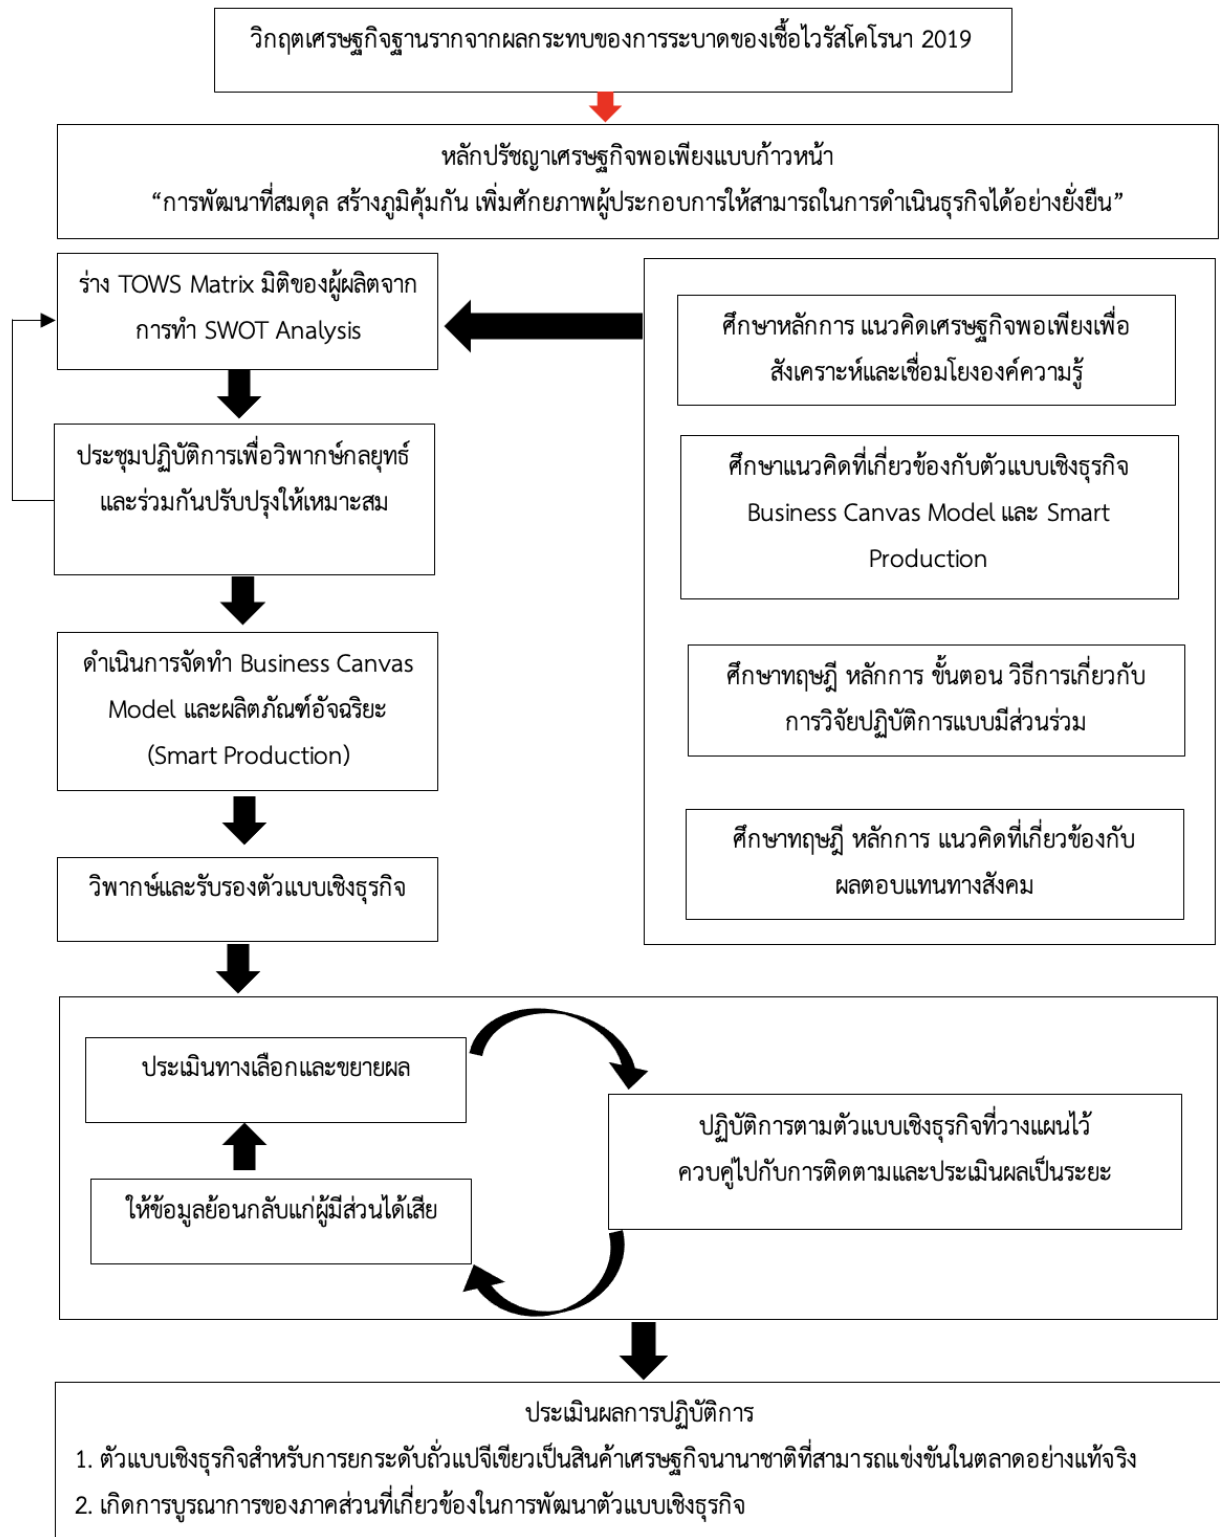 วิกฤตเศรษฐกิจฐานรากจากผลกระทบของการระบาดของเชื้อไวรัสโคโรนา 2019
หลักปรัชญาเศรษฐกิจพอเพียงแบบก้าวหน้า
“การพัฒนาที่สมดุล สร้างภูมิคุ้มกัน เพิ่มศักยภาพผู้ประกอบการให้สามารถในการดำเนินธุรกิจได้อย่างยั่งยืน”
ร่าง TOWS Matrix มิติของผู้ผลิตจาก
การทำ SWOT Analysis
ประชุมปฏิบัติการเพื่อวิพากษ์กลยุทธ์
และร่วมกันปรับปรุงให้เหมาะสม
ดำเนินการจัดทำ Business Canvas
Model และผลิตภัณฑ์อัจฉริยะ
(Smart Production)
วิพากษ์และรับรองตัวแบบเชิงธุรกิจ
ศึกษาหลักการ แนวคิดเศรษฐกิจพอเพียงเพื่อ
สังเคราะห์และเชื่อมโยงองค์ความรู้
ศึกษาแนวคิดที่เกี่ยวข้องกับตัวแบบเชิงธุรกิจ
Business Canvas Model และ Smart
Production
ศึกษาทฤษฎี หลักการ ขั้นตอน วิธีการเกี่ยวกับ
การวิจัยปฏิบัติการแบบมีส่วนร่วม
ศึกษาทฤษฎี หลักการ แนวคิดที่เกี่ยวข้องกับ
ผลตอบแทนทางสังคม
ประเมินทางเลือกและขยายผล
ให้ข้อมูลย้อนกลับแก่ผู้มีส่วนได้เสีย
ปฏิบัติการตามตัวแบบเชิงธุรกิจที่วางแผนไว้
ควบคู่ไปกับการติดตามและประเมินผลเป็นระยะ
ประเมินผลการปฏิบัติการ
1. ตัวแบบเชิงธุรกิจสำหรับการยกระดับถั่วแปจีเขียวเป็นสินค้าเศรษฐกิจนานาชาติที่สามารถแข่งขันในตลาดอย่างแท้จริง
2. เกิดการบูรณาการของภาคส่วนที่เกี่ยวข้องในการพัฒนาตัวแบบเชิงธุรกิจ